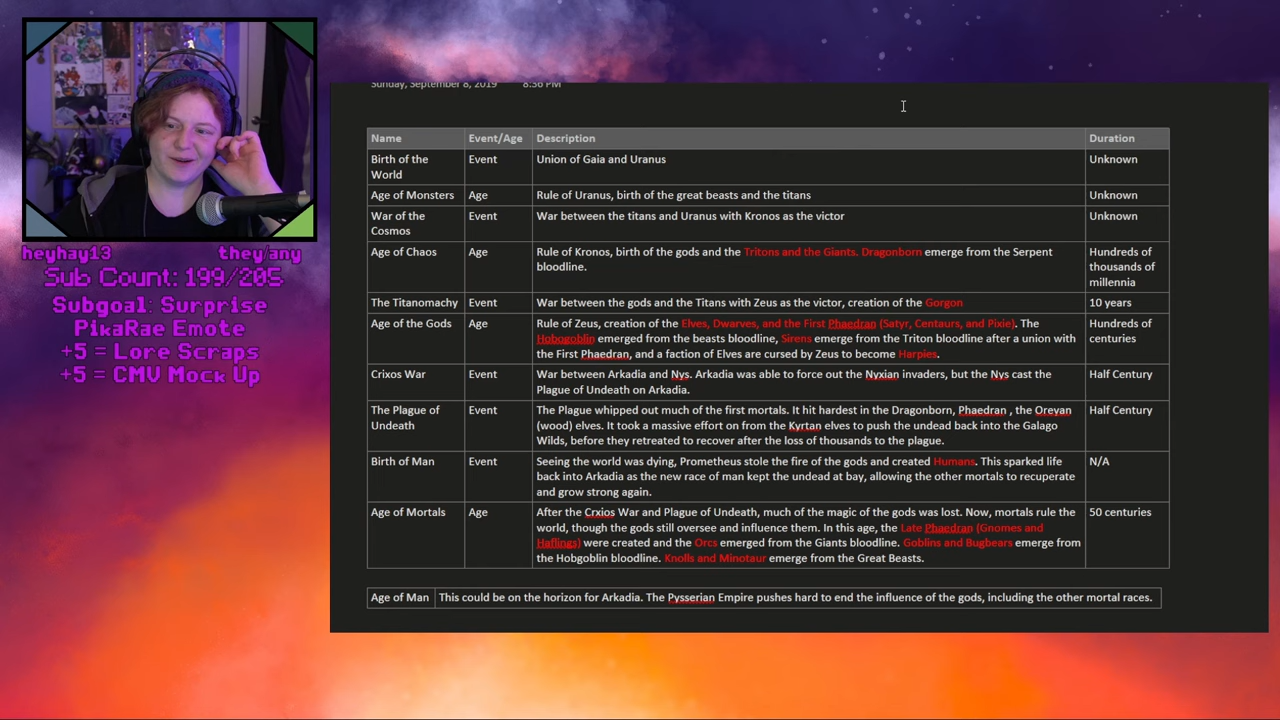 Sunday, September 8, 2019 8:36 PM
Name Event/Age Description Duration
Birth of the Event Union of Gaia and Uranus Unknown
World
Age of Monsters Age Rule of Uranus, birth of the great beasts and the titans Unknown
War of the Event War between the titans and Uranus with Kronos as the victor Unknown
Cosmos
Age of Chaos Age Rule of Kronos, birth of the gods and the Tritons and the Giants. Dragonborn emerge from the Serpent Hundreds of
bloodline. thousands of
millennia
The Titanomachy Event War between the gods and the Titans with Zeus as the victor, creation of the Gorgon 10 years
Age of the Gods Age Rule of Zeus, creation of the Elves, Dwarves, and the First Phaedran (Satyr, Centaurs, and Pixie). The Hundreds of
Hobogoblin emerged from the beasts bloodline, Sirens emerge from the Triton bloodline after a union with centuries
the First Phaedran, and a faction of Elves are cursed by Zeus to become Harpies.
Crixos War Event War between Arkadia and Nys. Arkadia was able to force out the Nyxian invaders, but the Nys cast the Half Century
Plague of Undeath on Arkadia.
The Plague of Event The Plague whipped out much of the first mortals. It hit hardest in the Dragonborn, Phaedran , the Oreyan Half Century
Undeath (wood) elves. It took a massive effort on from the Kyrtan elves to push the undead back into the Galago
Wilds, before they retreated to recover after the loss of thousands to the plague.
Birth of Man Event Seeing the world was dying, Prometheus stole the fire of the gods and created Humans. This sparked life N/A
back into Arkadia as the new race of man kept the undead at bay, allowing the other mortals to recuperate
and grow strong again.
Age of Mortals Age After the Crxios War and Plague of Undeath, much of the magic of the gods was lost. Now, mortals rule the 50 centuries
world, though the gods still oversee and influence them. In this age, the Late Phaedran (Gnomes and
Haflings) were created and the Orcs emerged from the Giants bloodline. Goblins and Bugbears emerge from
the Hobgoblin bloodline. Knolls and Minotaur emerge from the Great Beasts.
Age of Man This could be on the horizon for Arkadia. The Pysserian Empire pushes hard to end the influence of the gods, including the other mortal races.
heyhay13 they/any
Sub Count: 199/205
Subgoal: Surprise
PikaRae Emote
+5 = Lore Scraps
+5 = CMV Mock Up